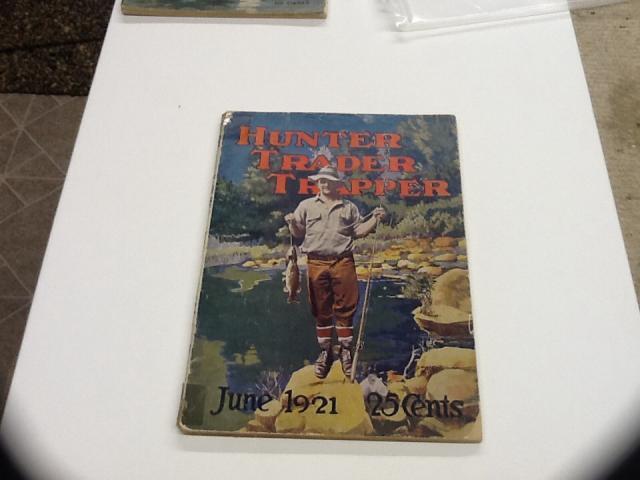 HUNTER
TRADER
TRAPPER
June 1921 25 Cents